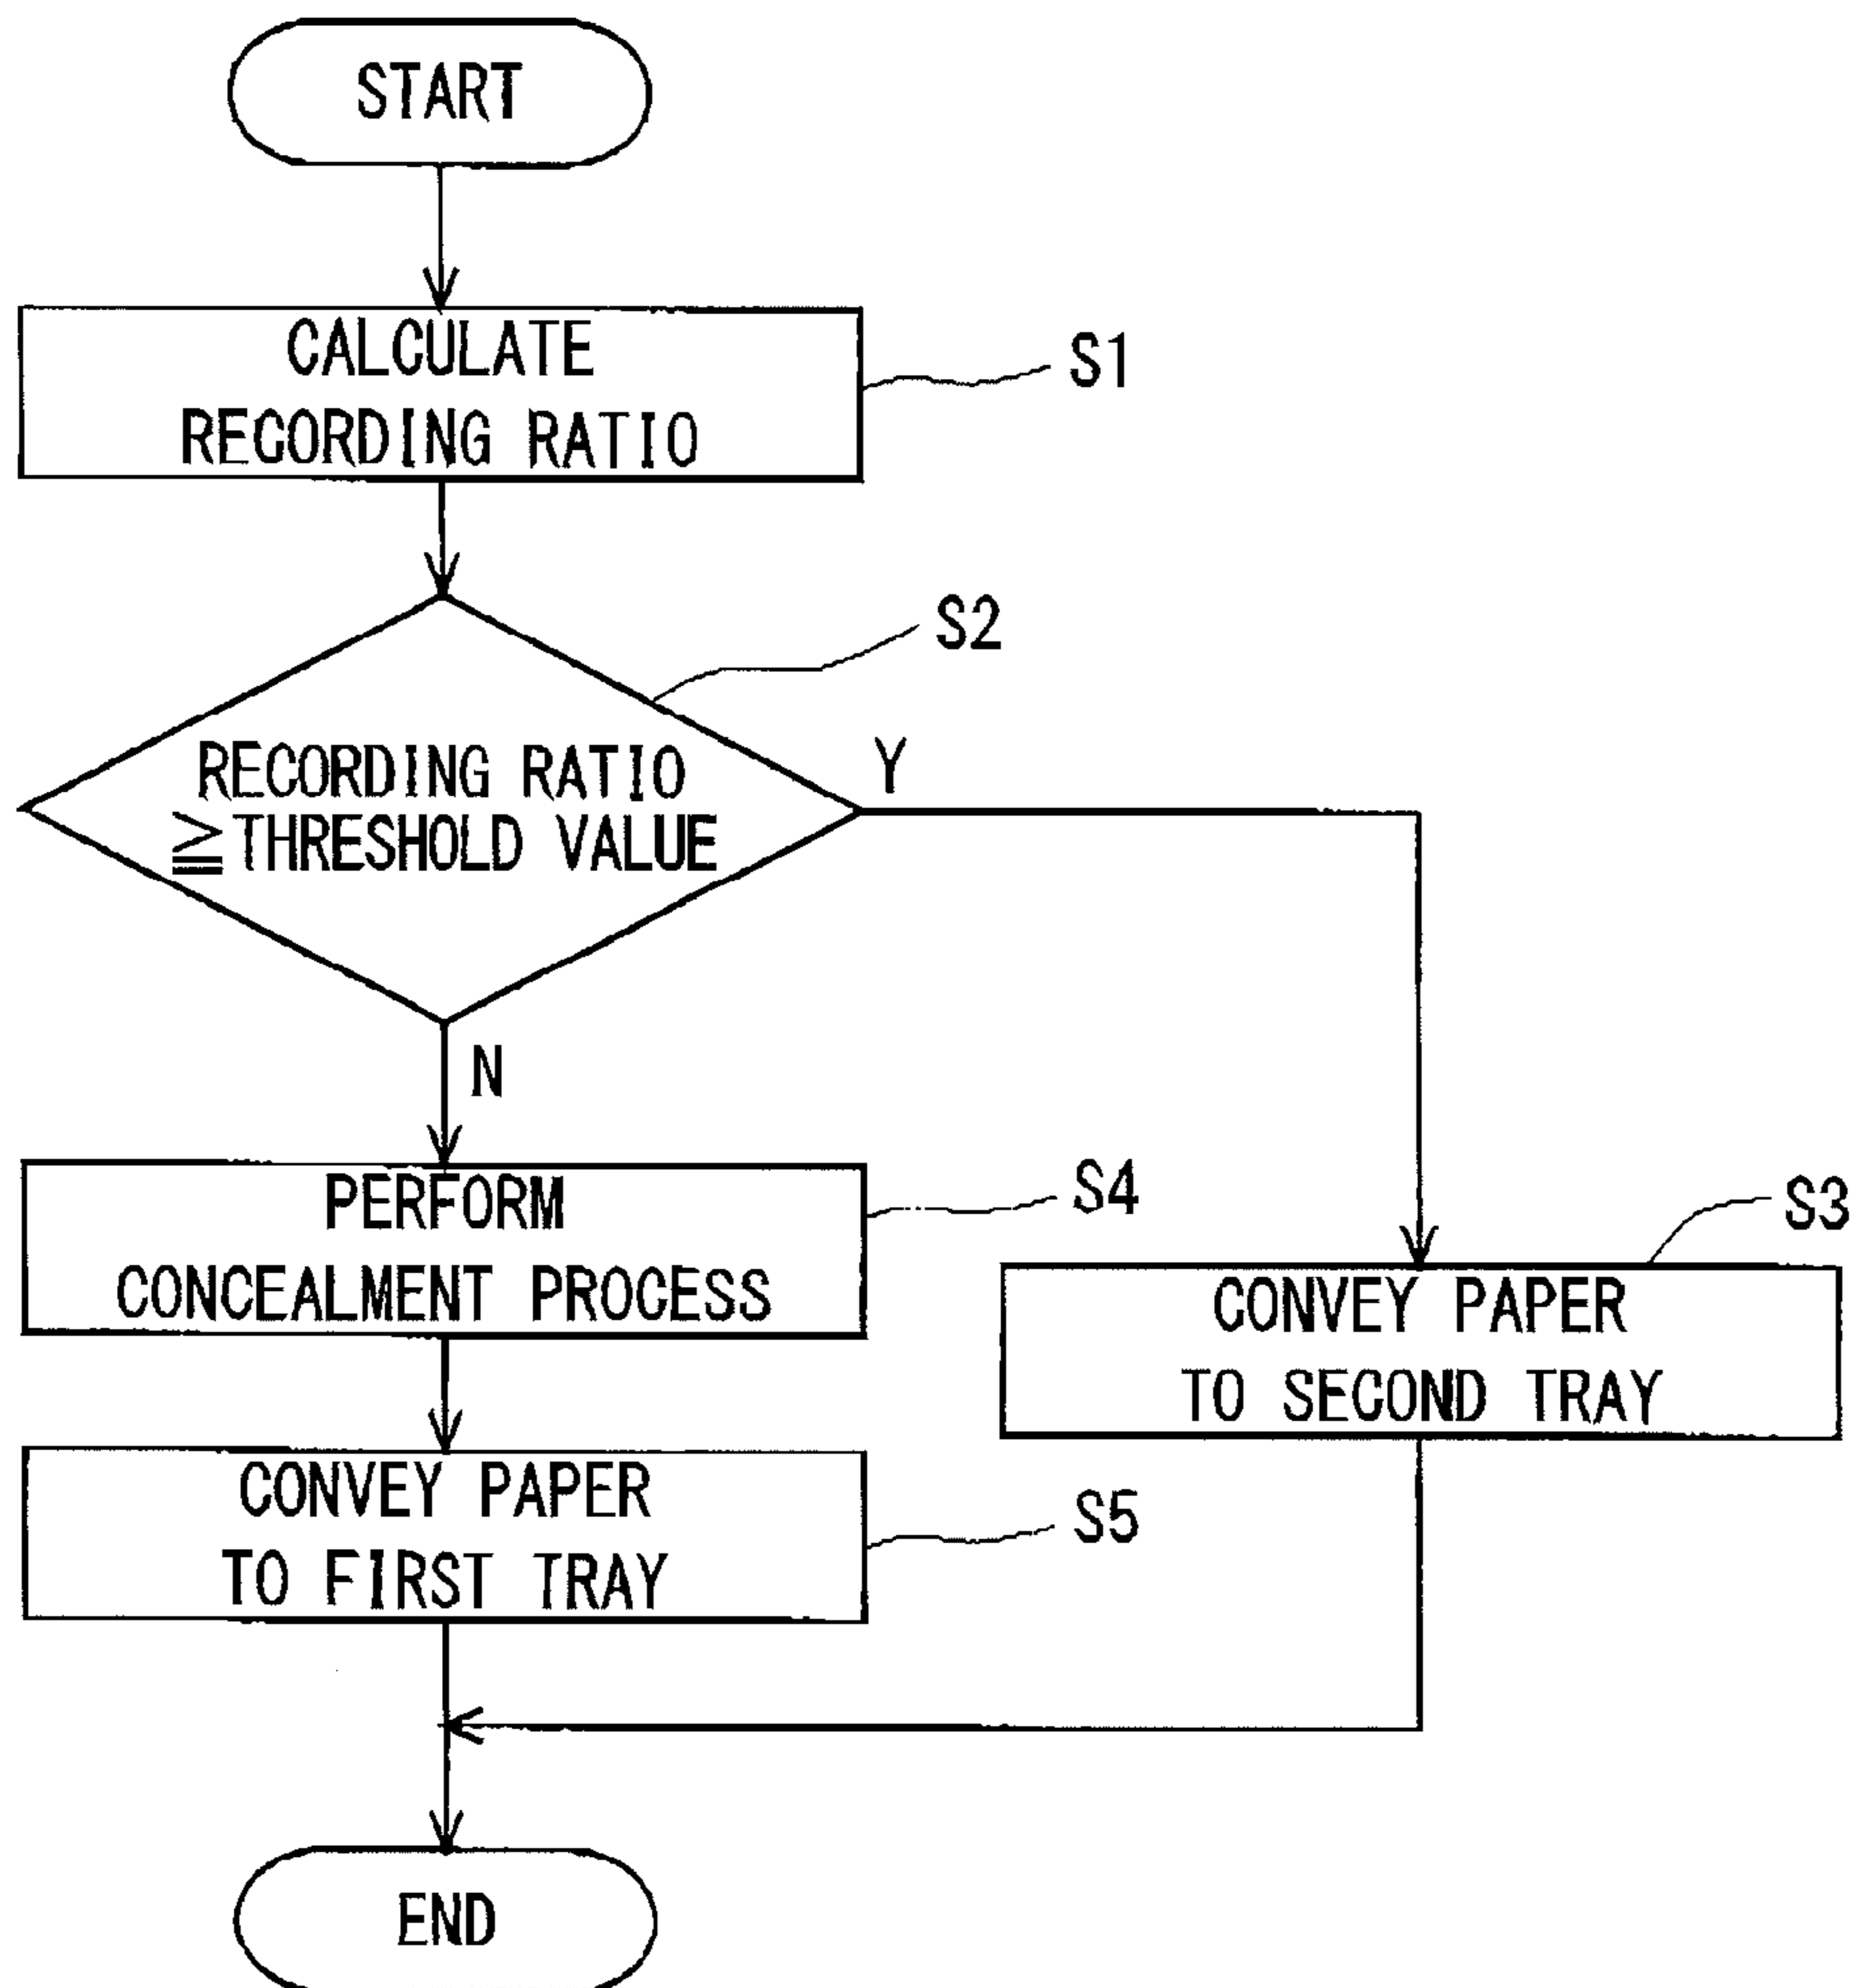 START
CALCULATE
RECORDING RATIO
S1
S2
RECORDING RATIO
≧THRESHOLD VALUE
Y
N
PERFORM
CONCEALMENT PROCESS
S4
S3
CONVEY PAPER
TO SECOND TRAY
CONVEY PAPER
TO FIRST TRAY
S5
END